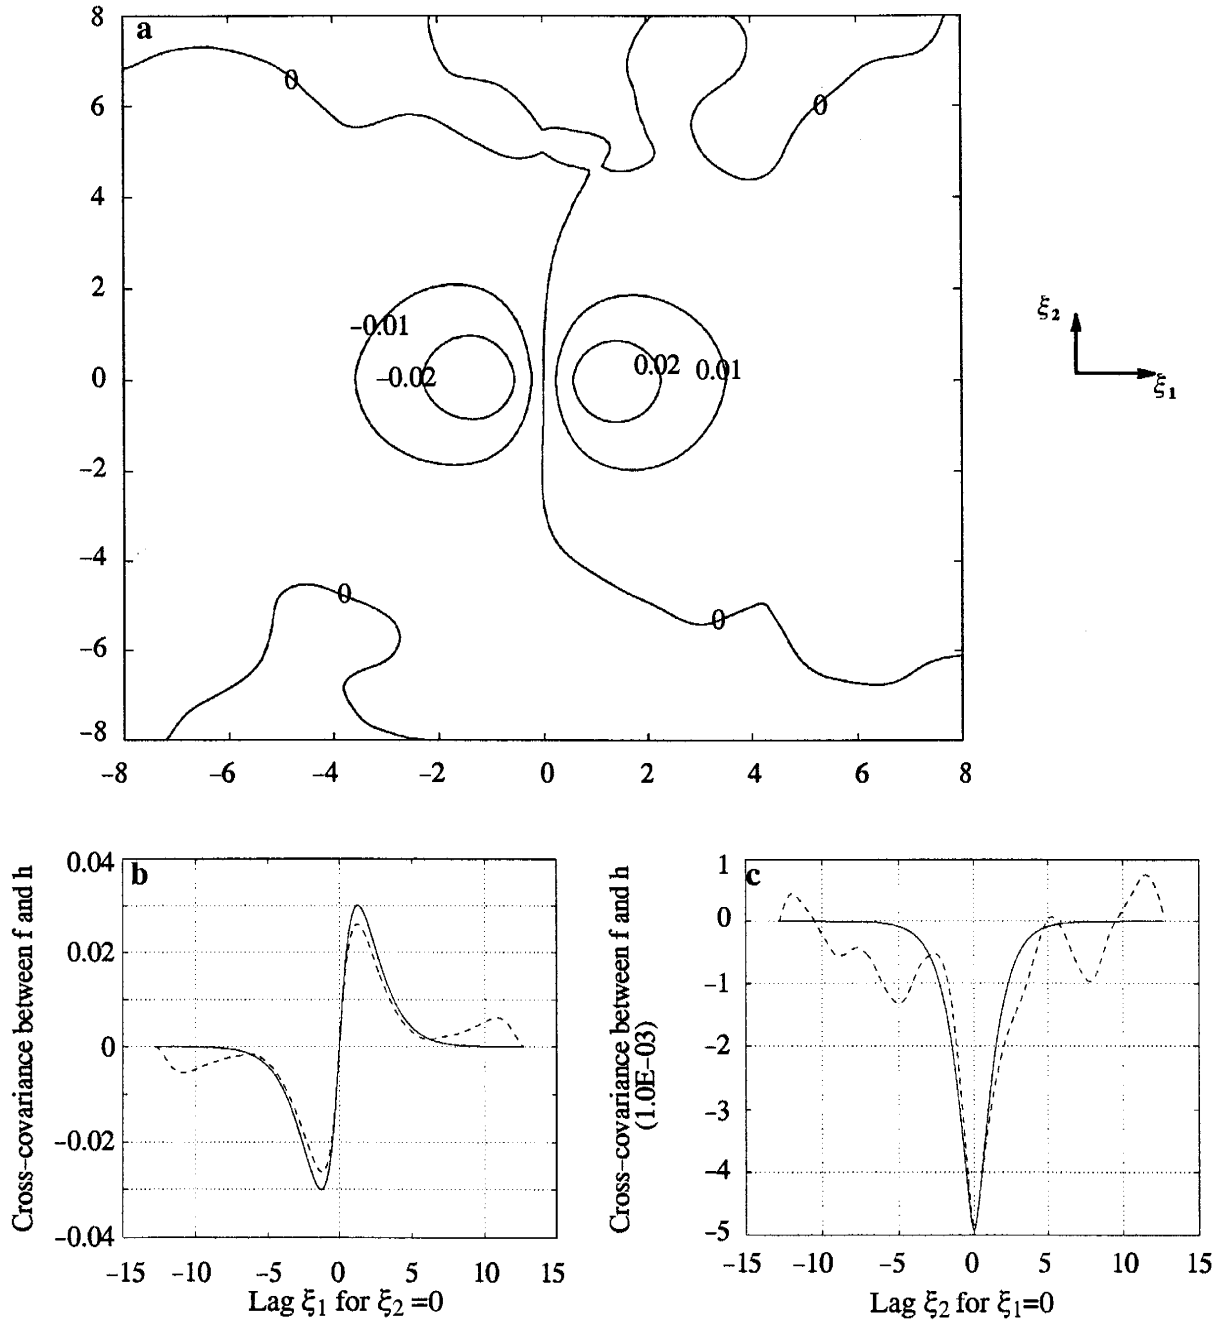 a
8
6
4
2
0
−2
−4
−6
−8
−8 −6 −4 −2 0 2 4 6 8
0
0
−0.01
−0.02
0.02
0.01
0
0
ξ2
ξ1
b
Cross−covariance between f and h
0.04
0.02
0
−0.02
−0.04
−15 −10 −5 0 5 10 15
Lag ξ1 for ξ2 =0
c
Cross−covariance between f and h
(1.0E−03)
1
0
−1
−2
−3
−4
−5
−15 −10 −5 0 5 10 15
Lag ξ2 for ξ1=0